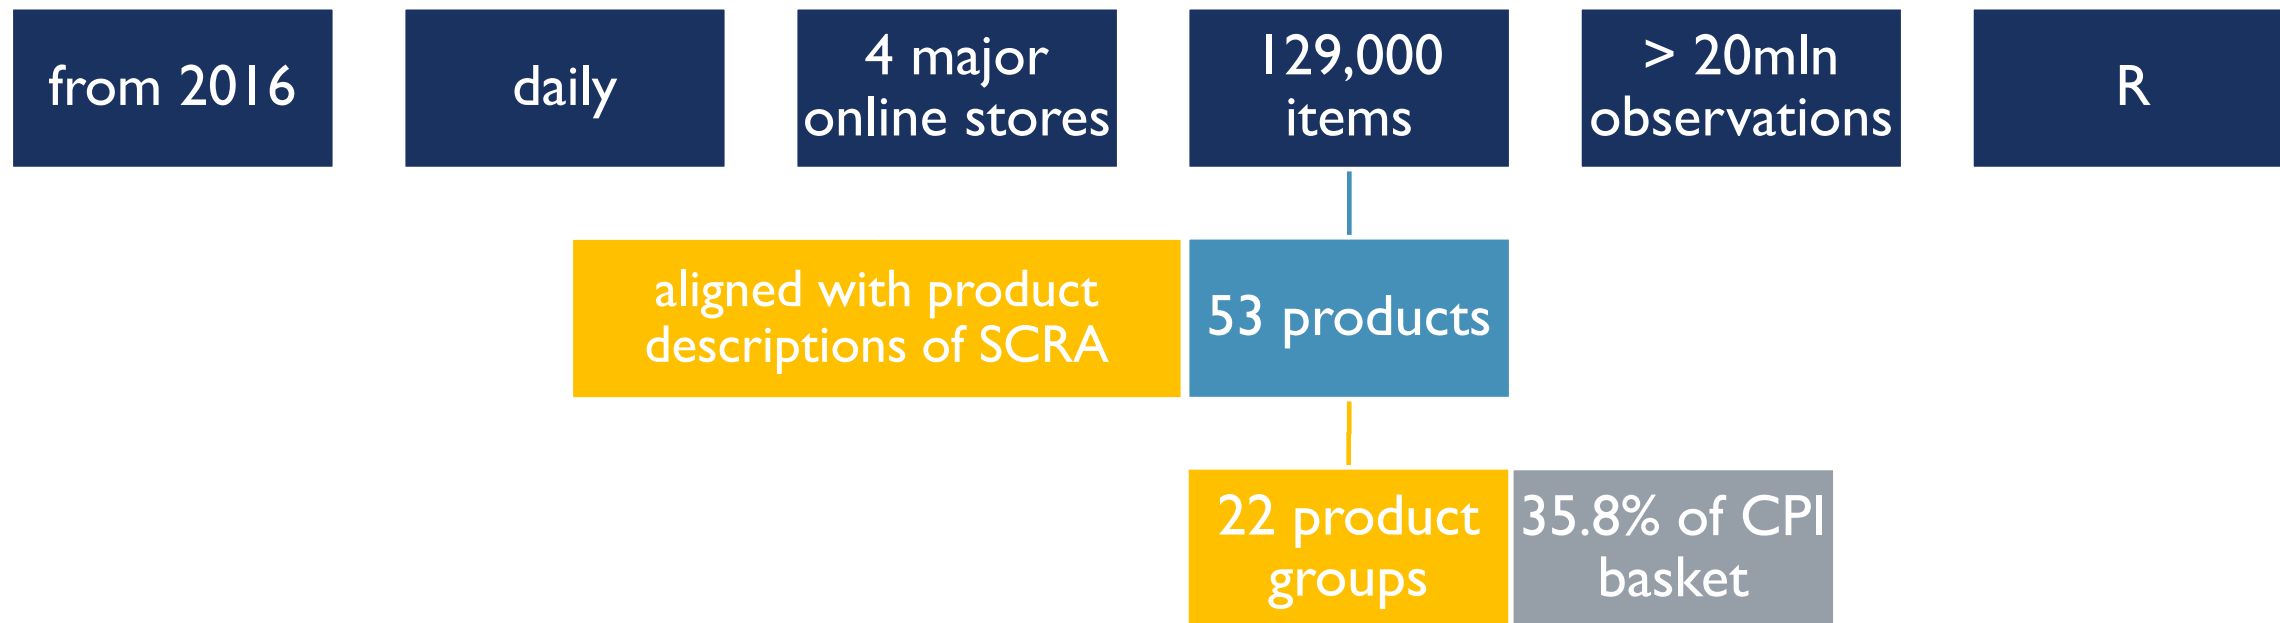 from 2016
daily
4 major
online stores
129,000
items
> 20mln
observations
R
aligned with product
descriptions of SCRA
53 products
22 product
groups
35.8% of CPI
basket